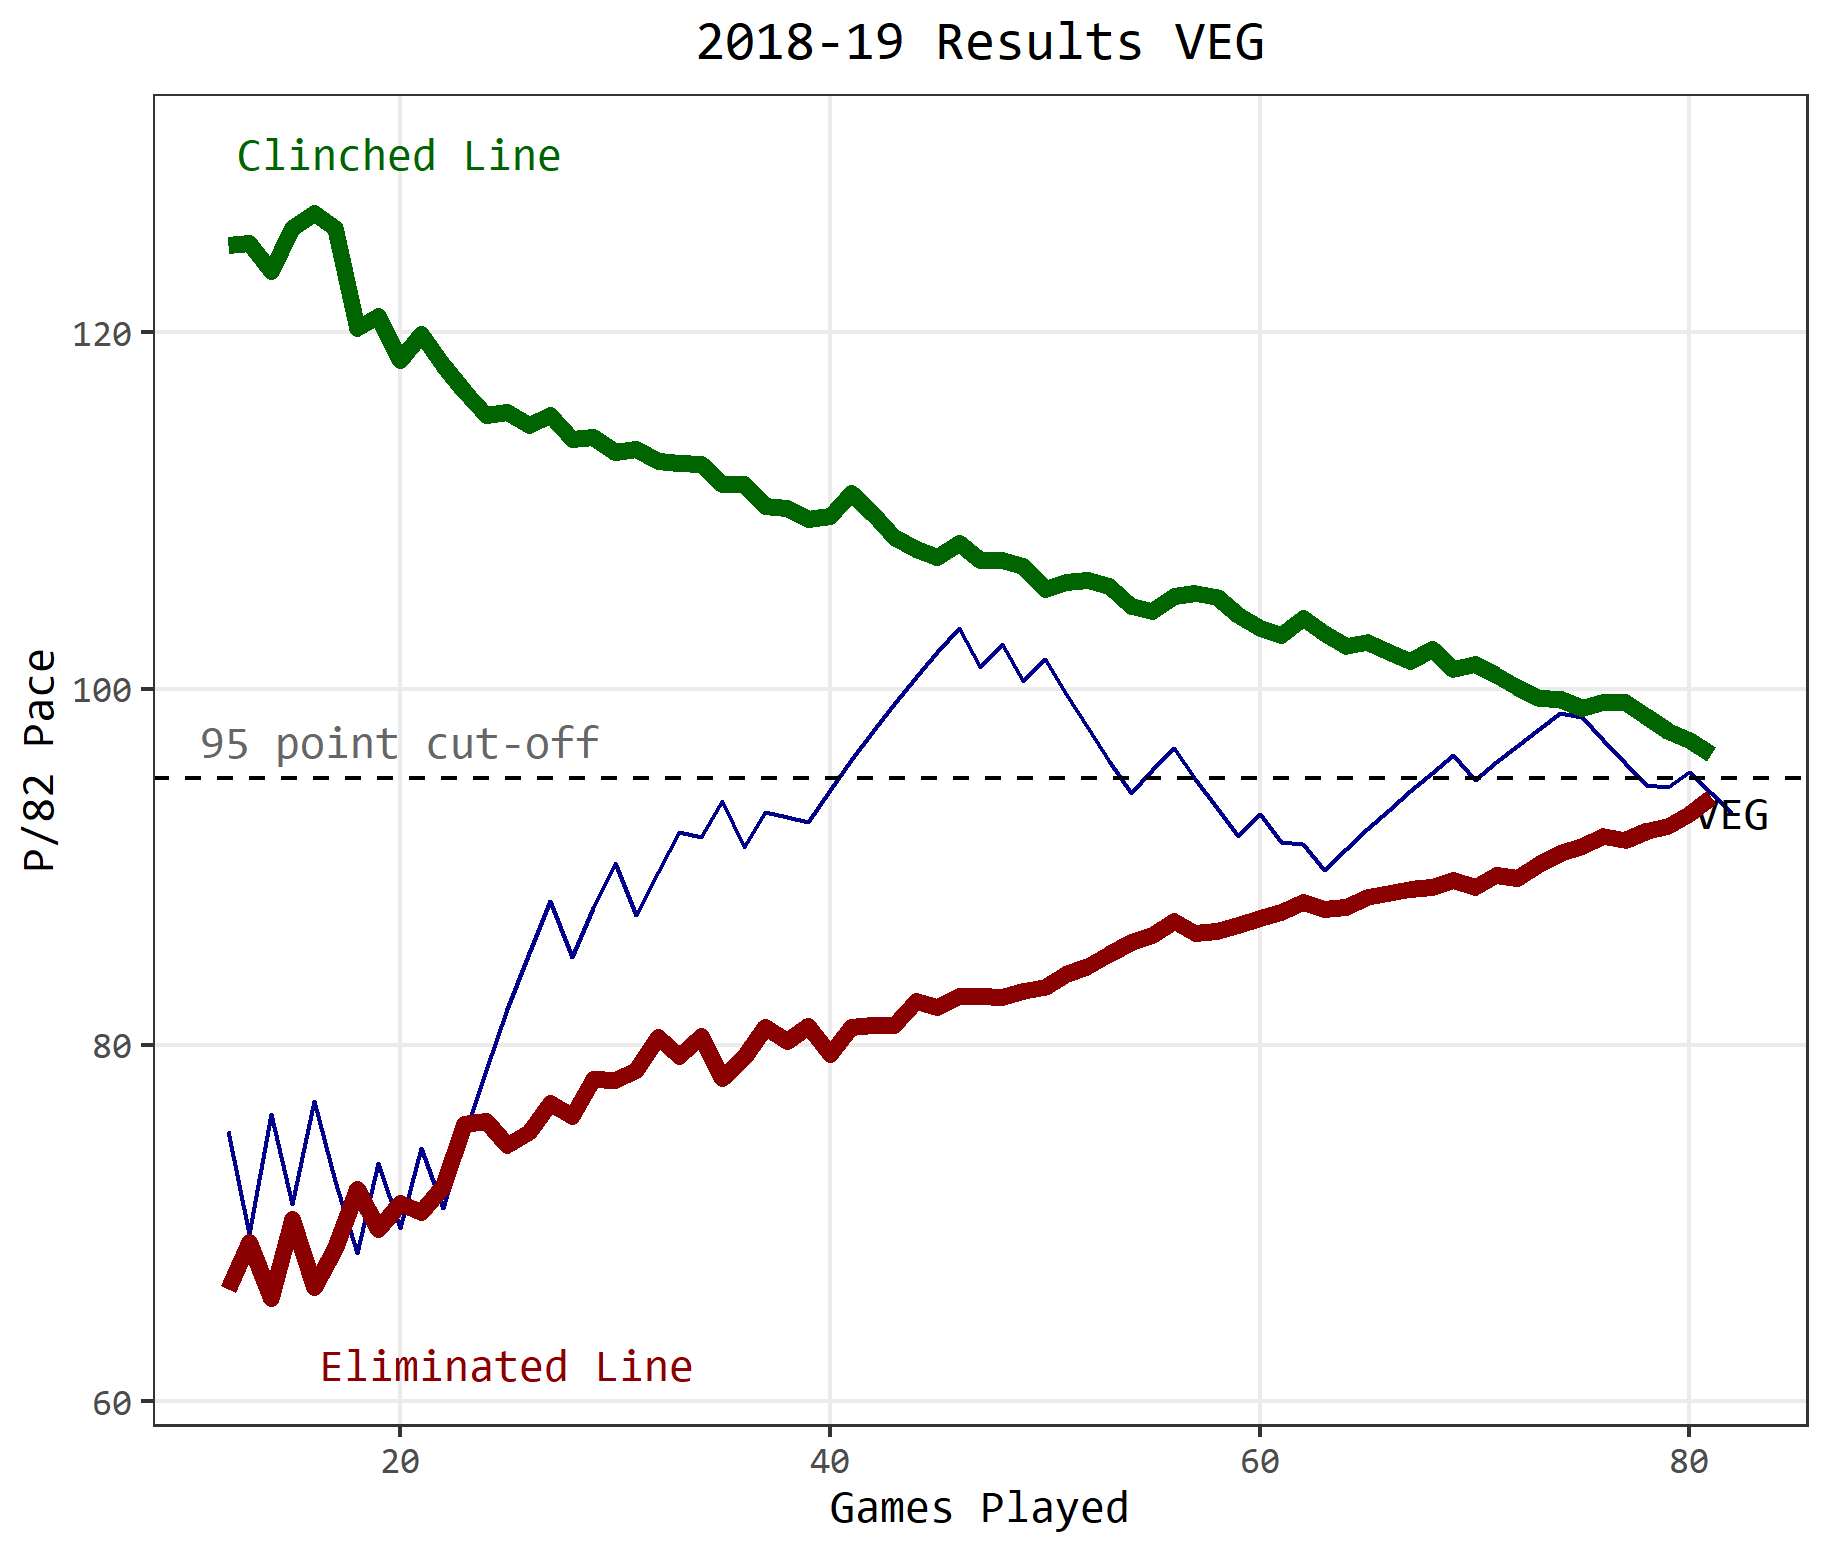 2018-19 Results VEG
Clinched Line
120
100
95 point cut-off
VEG
80
Eliminated Line
60
P/82 Pace
20 40 60 80
Games Played